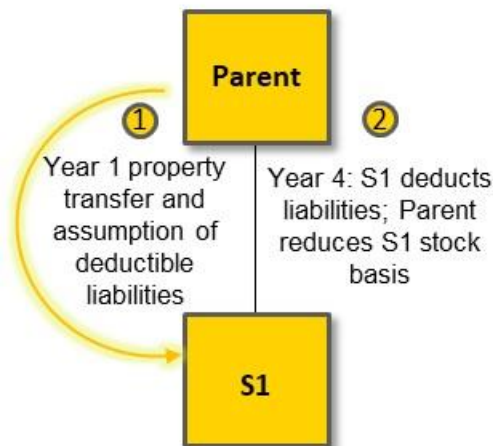 Parent
1
Year 1 property
transfer and
assumption of
deductible
liabilities
2
Year 4: S1 deducts
liabilities; Parent
reduces S1 stock
basis
S1